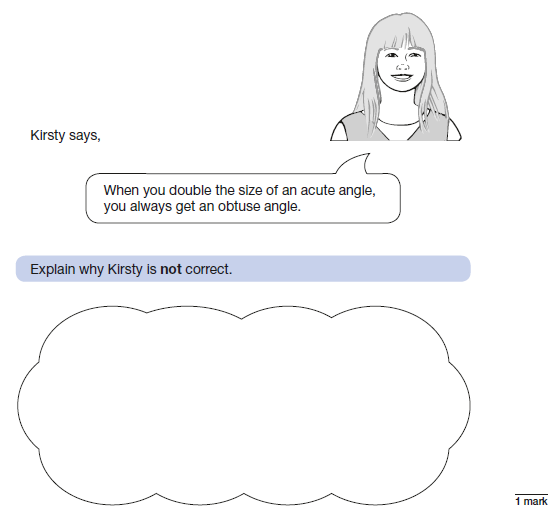 Kirsty says,
When you double the size of an acute angle,
you always get an obtuse angle.
Explain why Kirsty is not correct.
1 mark